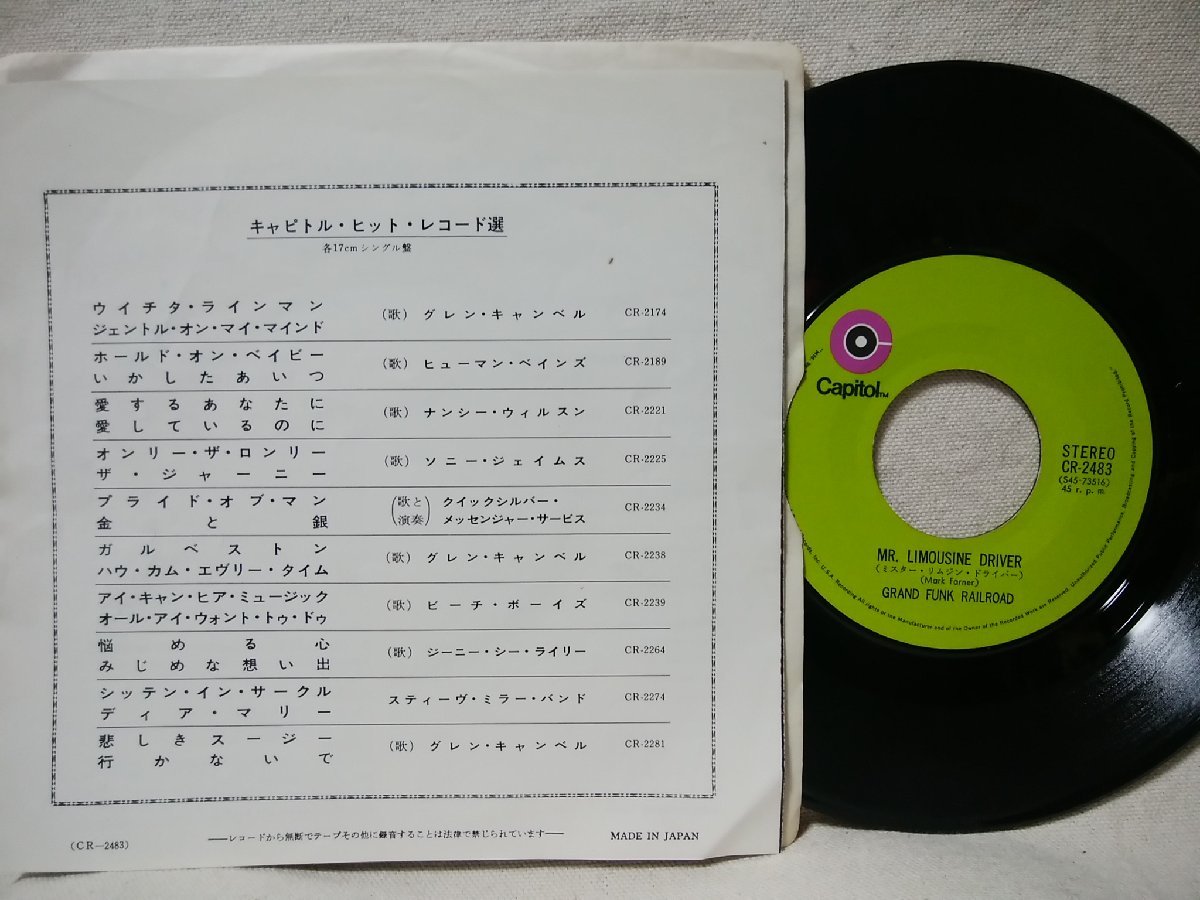 キャピトル・ヒット・レコード選
各17cmシングル盤
ウイチタ・ラインマン
ジェントル・オン・マイ・マインド
(歌) グレン・キャンベル CR-2174
ホールド・オン・ベイビー
いかしたあいつ
(歌) ヒューマン・ベインズ CR-2189
愛するあなたに
愛しているのに
(歌) ナンシー・ウィルスン CR-2221
オンリー・ザ・ロンリー
ザ・ジャーニー
(歌) ソニー・ジェイムス CR-2225
プライド・オブ・マン
金と銀
(歌と演奏) クイックシルバー・
メッセンジャー・サービス
CR-2234
ガルベストン
ハウ・カム・エヴリー・タイム
(歌) グレン・キャンベル CR-2238
アイ・キャン・ヒア・ミュージック
オール・アイ・ウォント・トゥ・ドゥ
(歌) ビーチ・ボーイズ CR-2239
悩める心
みじめな想い出
(歌) ジーニー・シー・ライリー CR-2264
シッテン・イン・サークル
ディア・マリー
スティーヴ・ミラー・バンド CR-2274
悲しきスージー
行かないで
(歌) グレン・キャンベル CR-2281
レコードから無断でテープその他に録音することは法律で禁じられています
MADE IN JAPAN
(CR-2483)
Capitol TM
STEREO
CR-2483
(S45-73516)
45 r.p.m.
MR. LIMOUSINE DRIVER
(ミスター・リムジン・ドライバー)
(Mark Forner)
GRAND FUNK RAILROAD